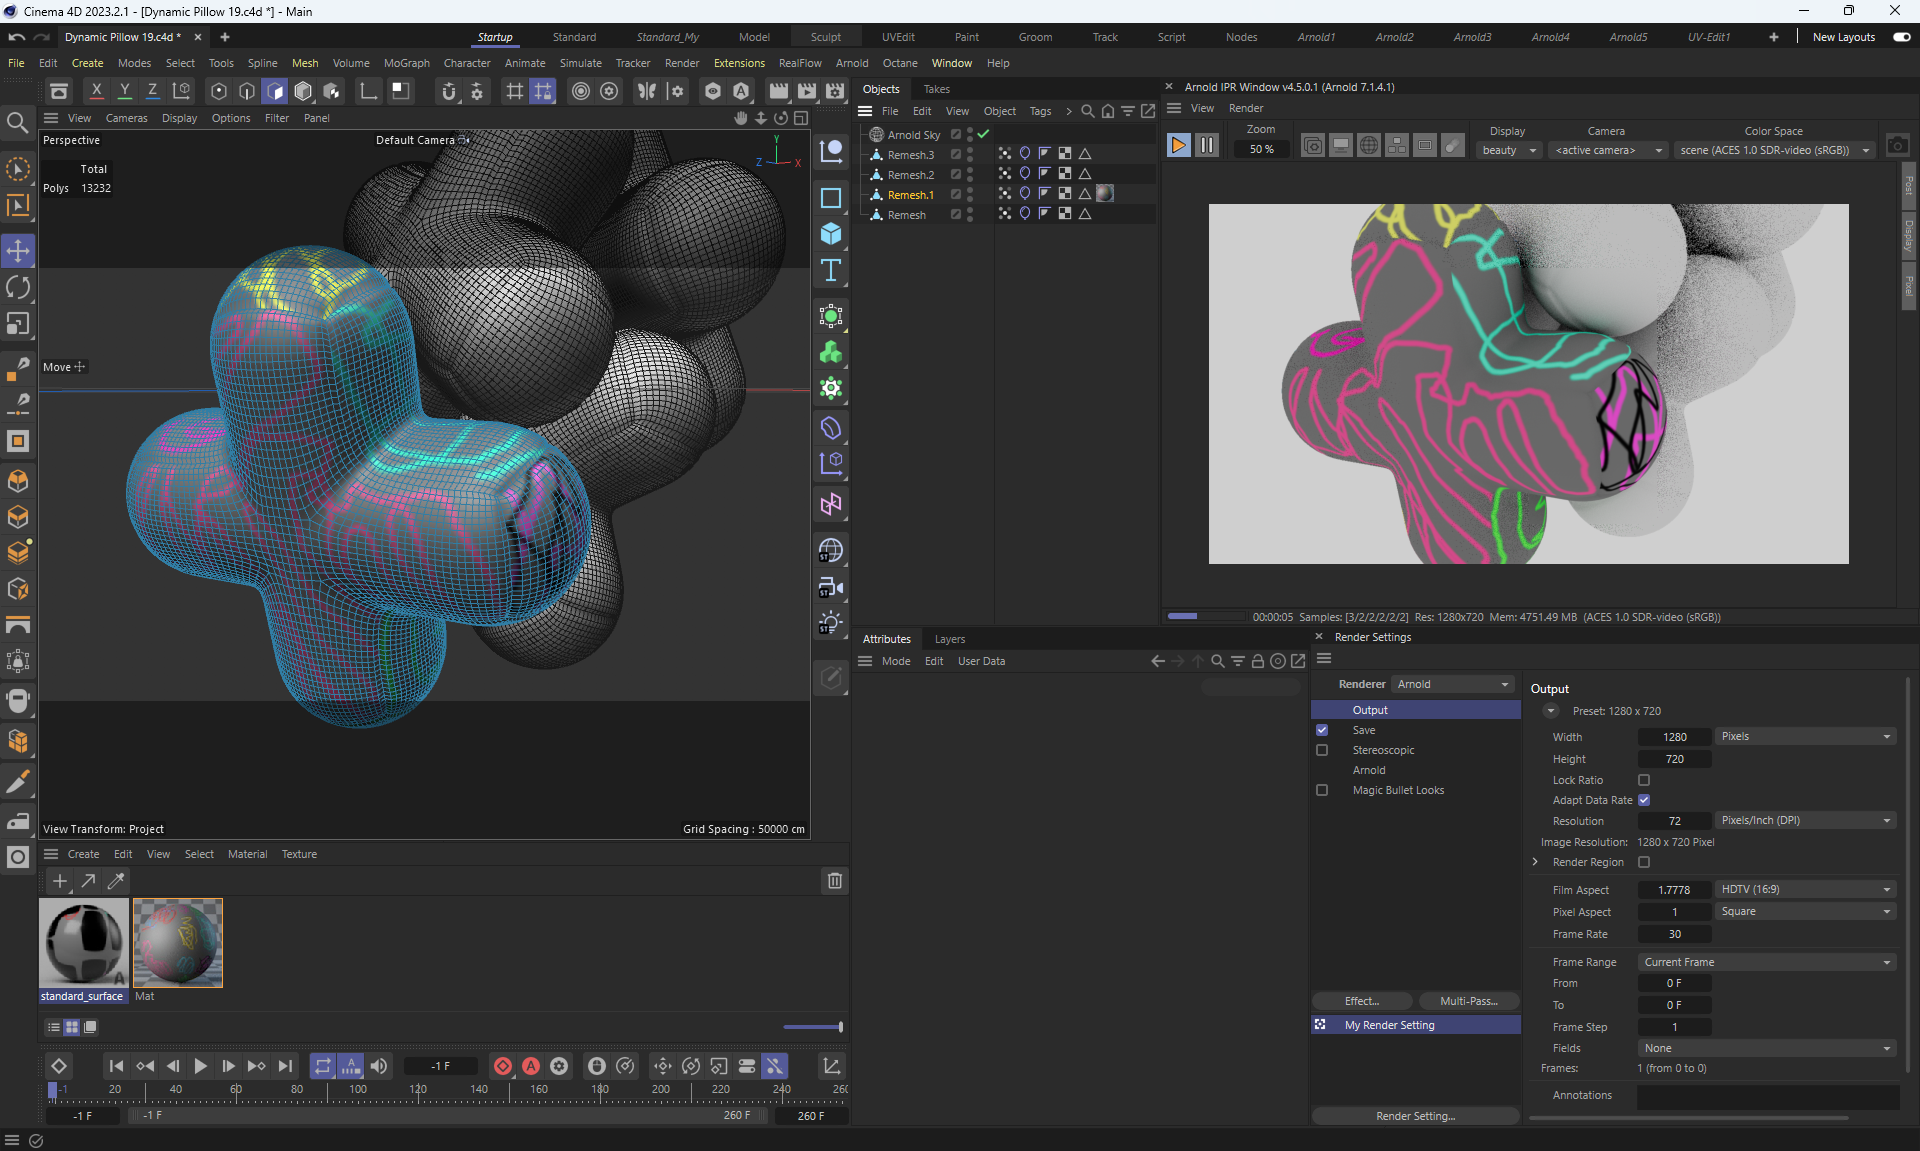 Cinema 4D 2023.2.1 - [Dynamic Pillow 19.c4d *] - Main
Dynamic Pillow 19.c4d *
Startup Standard Standard_My Model Sculpt UVEdit Paint Groom Track Script Nodes Arnold1 Arnold2 Arnold3 Arnold4 Arnold5 UV-Edit1 New Layouts
File Edit Create Modes Select Tools Spline Mesh Volume MoGraph Character Animate Simulate Tracker Render Extensions RealFlow Arnold Octane Window Help
X Y Z
View Cameras Display Options Filter Panel
Perspective
Default Camera
Total
Polys 13232
Y
Z X
Move
View Transform: Project
Grid Spacing : 50000 cm
Objects Takes
File Edit View Object Tags
Arnold Sky
Remesh.3
Remesh.2
Remesh.1
Remesh
Arnold IPR Window v4.5.0.1 (Arnold 7.1.4.1)
View Render
Zoom
50 %
Display
beauty
Camera
<active camera>
Color Space
scene (ACES 1.0 SDR-video (sRGB))
Post
Display
Pixel
00:00:05 Samples: [3/2/2/2/2/2] Res: 1280x720 Mem: 4751.49 MB (ACES 1.0 SDR-video (sRGB))
Attributes Layers
Mode Edit User Data
Render Settings
Renderer Arnold
Output
Save
Stereoscopic
Arnold
Magic Bullet Looks
Effect... Multi-Pass...
My Render Setting
Render Setting...
Output
Preset: 1280 x 720
Width 1280 Pixels
Height 720
Lock Ratio
Adapt Data Rate
Resolution 72 Pixels/Inch (DPI)
Image Resolution: 1280 x 720 Pixel
Render Region
Film Aspect 1.7778 HDTV (16:9)
Pixel Aspect 1 Square
Frame Rate 30
Frame Range Current Frame
From 0 F
To 0 F
Frame Step 1
Fields None
Frames: 1 (from 0 to 0)
Annotations
Create Edit View Select Material Texture
standard_surface
Mat
-1 F
-1 20 40 60 80 100 120 140 160 180 200 220 240 260
-1 F -1 F 260 F 260 F